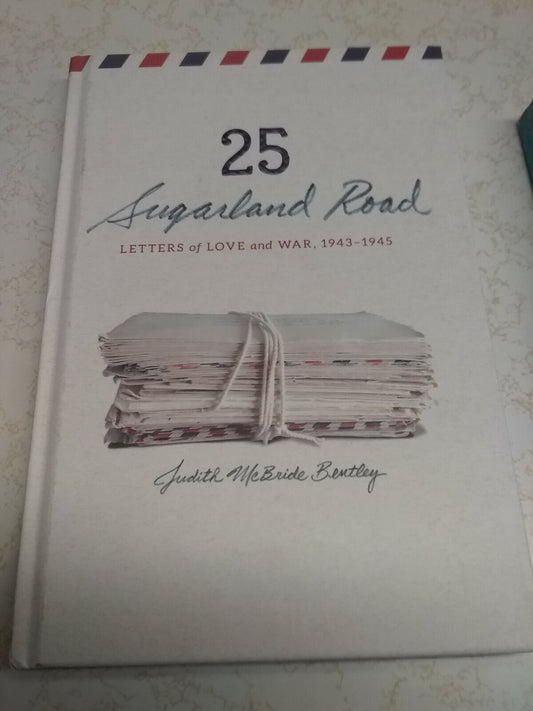 25
Sugarland Road
LETTERS of LOVE and WAR, 1943–1945
Judith McBride Bentley